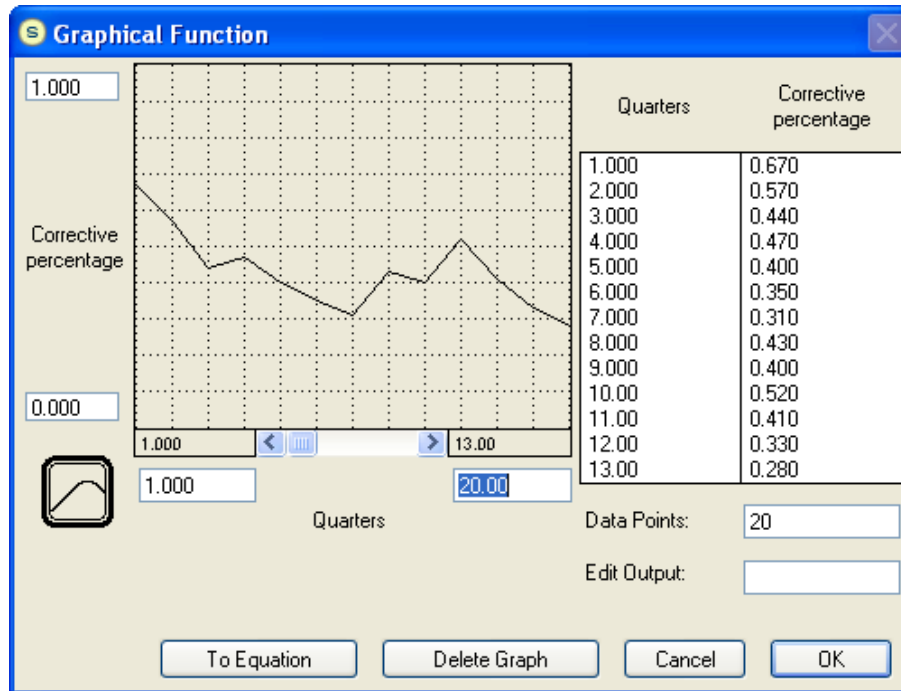 S Graphical Function
1.000
Corrective
percentage
0.000
1.000 13.00
1.000 20.00
Quarters
Quarters Corrective
percentage
1.000 0.670
2.000 0.570
3.000 0.440
4.000 0.470
5.000 0.400
6.000 0.350
7.000 0.310
8.000 0.430
9.000 0.400
10.00 0.520
11.00 0.410
12.00 0.330
13.00 0.280
Data Points: 20
Edit Output:
To Equation Delete Graph Cancel OK